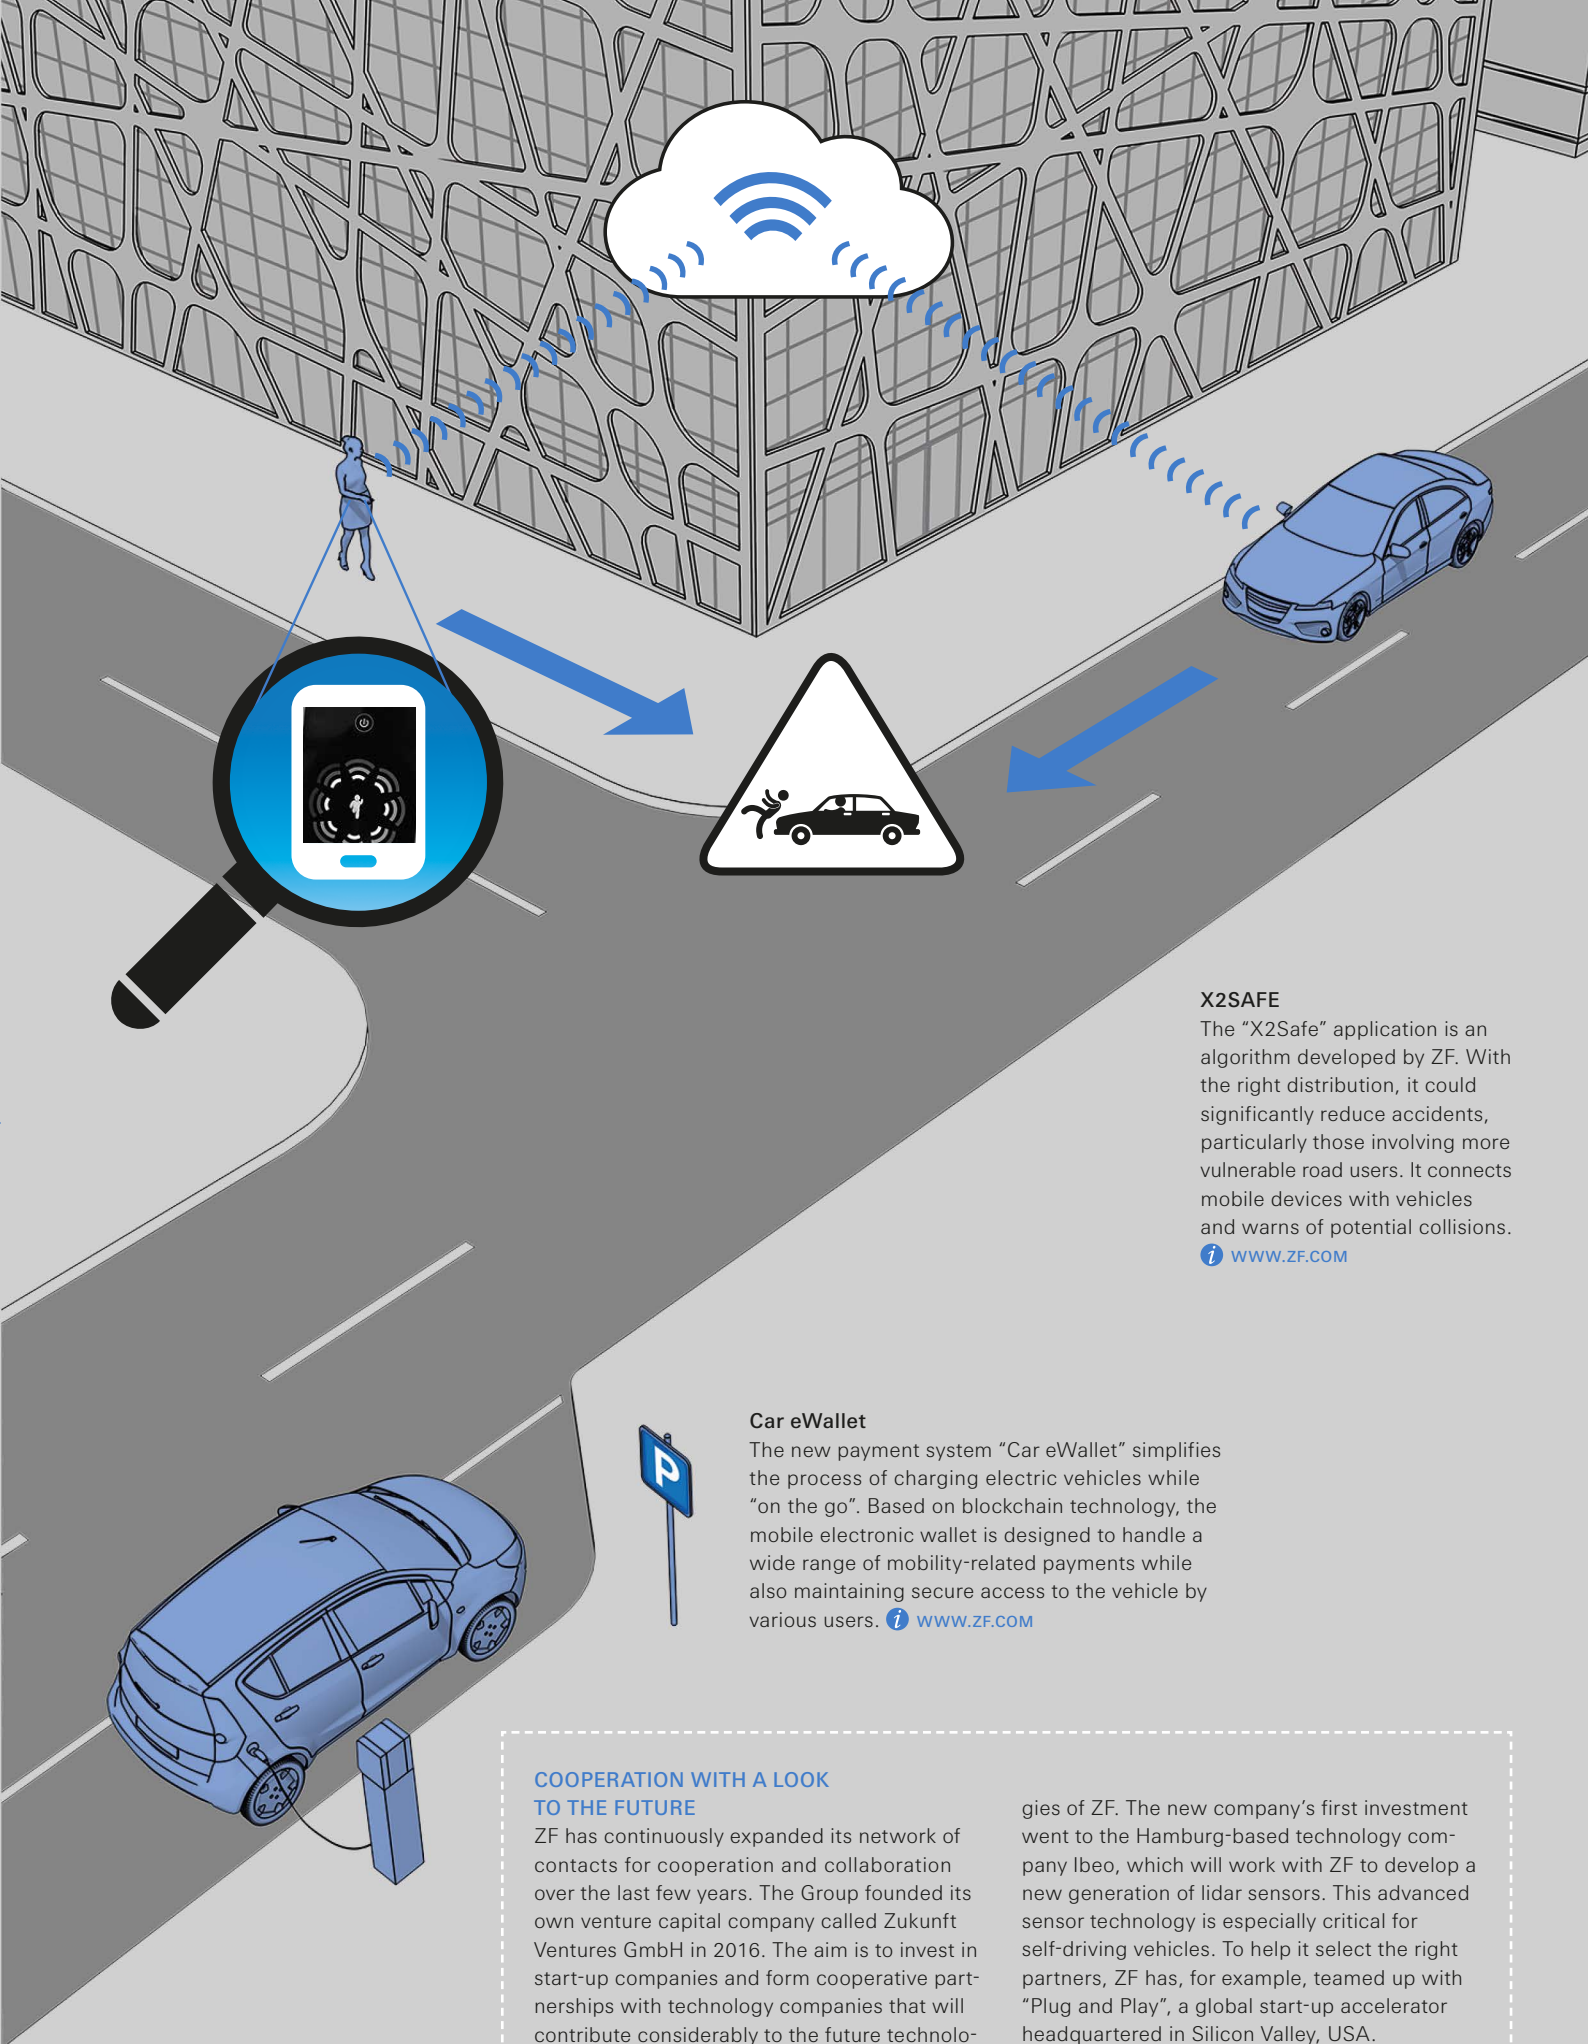 X2SAFE
The “X2Safe” application is an
algorithm developed by ZF. With
the right distribution, it could
significantly reduce accidents,
particularly those involving more
vulnerable road users. It connects
mobile devices with vehicles
and warns of potential collisions.
i WWW.ZF.COM
P
Car eWallet
The new payment system “Car eWallet” simplifies
the process of charging electric vehicles while
“on the go”. Based on blockchain technology, the
mobile electronic wallet is designed to handle a
wide range of mobility-related payments while
also maintaining secure access to the vehicle by
various users. i WWW.ZF.COM
COOPERATION WITH A LOOK
TO THE FUTURE
ZF has continuously expanded its network of
contacts for cooperation and collaboration
over the last few years. The Group founded its
own venture capital company called Zukunft
Ventures GmbH in 2016. The aim is to invest in
start-up companies and form cooperative part-
nerships with technology companies that will
contribute considerably to the future technolo-
gies of ZF. The new company’s first investment
went to the Hamburg-based technology com-
pany Ibeo, which will work with ZF to develop a
new generation of lidar sensors. This advanced
sensor technology is especially critical for
self-driving vehicles. To help it select the right
partners, ZF has, for example, teamed up with
“Plug and Play”, a global start-up accelerator
headquartered in Silicon Valley, USA.